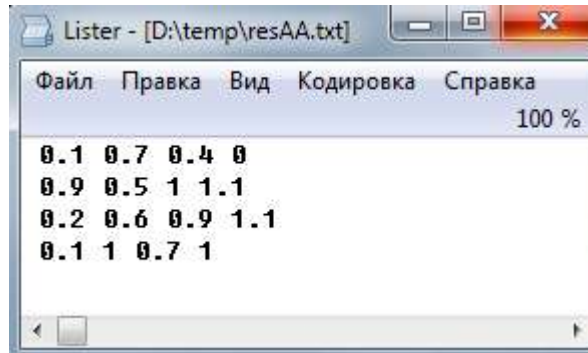 Lister - [D:\temp\resAA.txt]
Файл Правка Вид Кодировка Справка
100 %
0.1 0.7 0.4 0
0.9 0.5 1 1.1
0.2 0.6 0.9 1.1
0.1 1 0.7 1